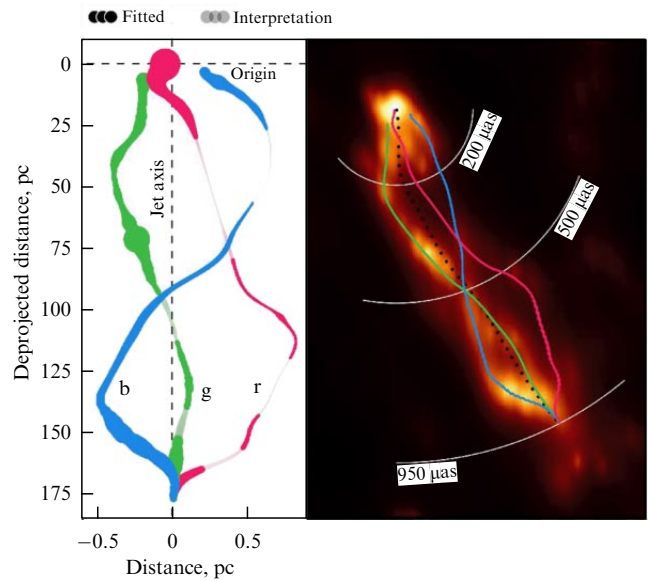 Fitted Interpretation
0
25
50
75
100
125
150
175
Deprojected distance, pc
Origin
Jet axis
b g r
−0.5 0 0.5
Distance, pc
200 μas
500 μas
950 μas